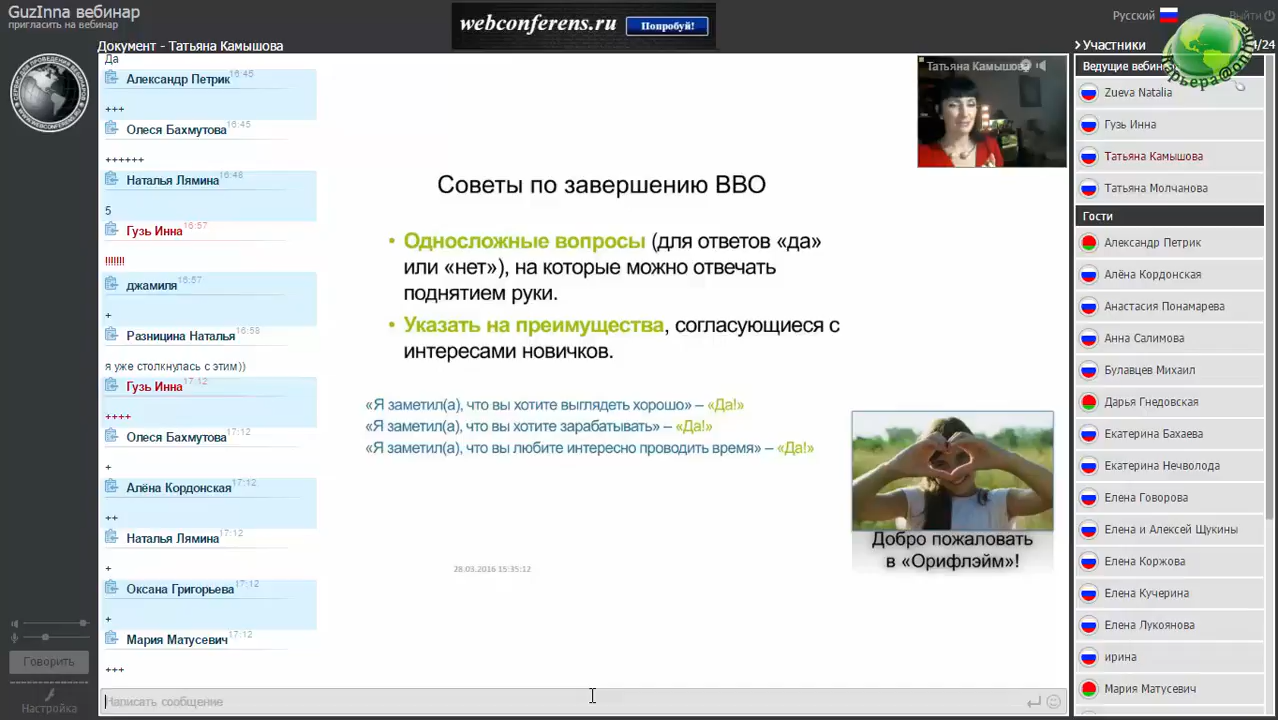 GuzInna вебинар
пригласить на вебинар
webconferens.ru Попробуй!
Русский
Выйти
Документ - Татьяна Камышова
Да
Александр Петрик 16:45
+++
Олеся Бахмутова 16:45
++++++
Наталья Лямина 16:48
5
Гузь Инна 16:57
!!!!!!!
джамиля 16:57
+
Разницина Наталья 16:59
я уже столкнулась с этим))
Гузь Инна 17:12
++++
Олеся Бахмутова 17:12
+
Алёна Кордонская 17:12
++
Наталья Лямина 17:12
+
Оксана Григорьева 17:12
+
Мария Матусевич 17:12
+++
Говорить
Настройка
Написать сообщение
Татьяна Камышова
Советы по завершению ВВО
• Односложные вопросы (для ответов «да»
или «нет»), на которые можно отвечать
поднятием руки.
• Указать на преимущества, согласующиеся с
интересами новичков.
«Я заметил(а), что вы хотите выглядеть хорошо» – «Да!»
«Я заметил(а), что вы хотите зарабатывать» – «Да!»
«Я заметил(а), что вы любите интересно проводить время» – «Да!»
Добро пожаловать
в «Орифлэйм»!
28.03.2016 15:35:12
Участники
/24
Ведущие
Zueva Natalia
Гузь Инна
Татьяна Камышова
Татьяна Молчанова
Гости
Александр Петрик
Алёна Кордонская
Анастасия Понамарева
Анна Салимова
Булавцев Михаил
Дарья Гнедовская
Екатерина Бахаева
Екатерина Нечволода
Елена Говорова
Елена и Алексей Щукины
Елена Коржова
Елена Кучерина
Елена Лукоянова
ирина
Мария Матусевич